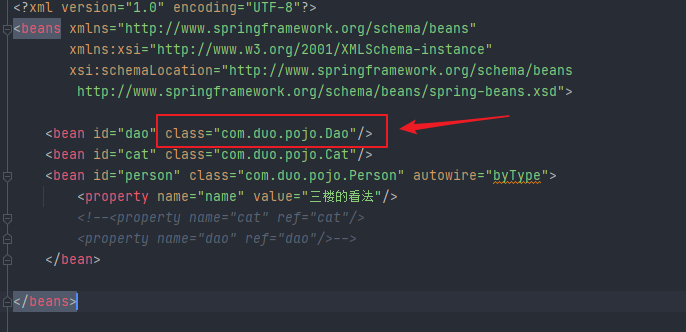 <?xml version="1.0" encoding="UTF-8"?>
<beans xmlns="http://www.springframework.org/schema/beans"
xmlns:xsi="http://www.w3.org/2001/XMLSchema-instance"
xsi:schemaLocation="http://www.springframework.org/schema/beans
http://www.springframework.org/schema/beans/spring-beans.xsd">
<bean id="dao" class="com.duo.pojo.Dao"/>
<bean id="cat" class="com.duo.pojo.Cat"/>
<bean id="person" class="com.duo.pojo.Person" autowire="byType">
<property name="name" value="三楼的看法"/>
<!--<property name="cat" ref="cat"/>
<property name="dao" ref="dao"/>-->
</bean>
</beans>